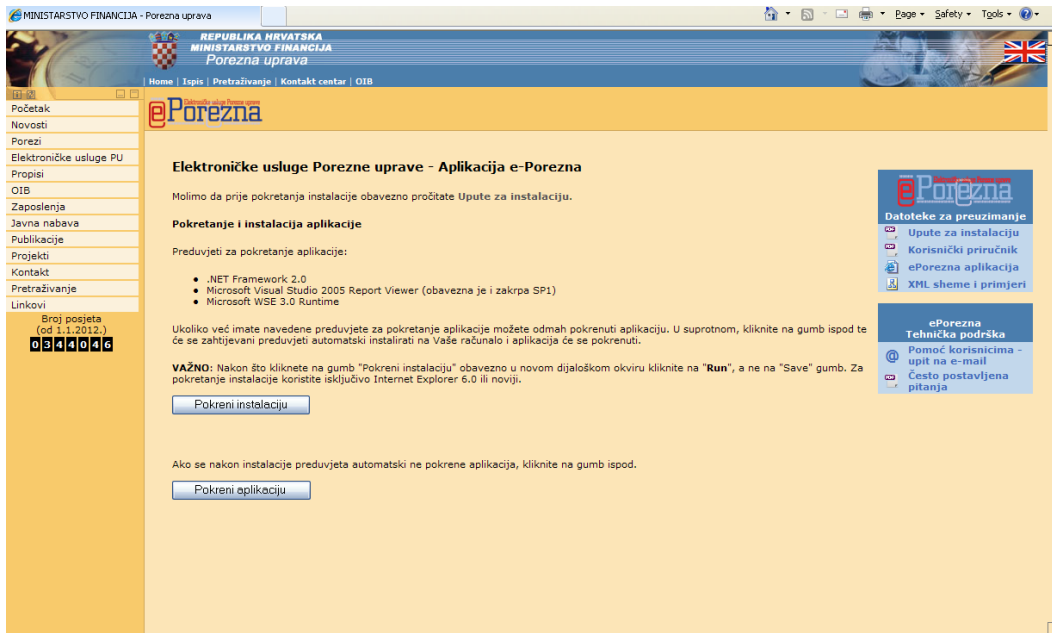 MINISTARSTVO FINANCIJA - Porezna uprava
Page
Safety
Tools
REPUBLIKA HRVATSKA
MINISTARSTVO FINANCIJA
Porezna uprava
| Home | Ispis | Pretraživanje | Kontakt centar | OIB
Početak
Novosti
Porezi
Elektroničke usluge PU
Propisi
OIB
Zaposlenja
Javna nabava
Publikacije
Projekti
Kontakt
Pretraživanje
Linkovi
Broj posjeta
(od 1.1.2012.)
0344046
ePorezna
Elektroničke usluge Porezne uprave - Aplikacija e-Porezna
Molimo da prije pokretanja instalacije obavezno pročitate Upute za instalaciju.
Pokretanje i instalacija aplikacije
Preduvjeti za pokretanje aplikacije:
• .NET Framework 2.0
• Microsoft Visual Studio 2005 Report Viewer (obavezna je i zakrpa SP1)
• Microsoft WSE 3.0 Runtime
Ukoliko već imate navedene preduvjete za pokretanje aplikacije možete odmah pokrenuti aplikaciju. U suprotnom, kliknite na gumb ispod te
će se zahtijevani preduvjeti automatski instalirati na Vaše računalo i aplikacija će se pokrenuti.
VAŽNO: Nakon što kliknete na gumb "Pokreni instalaciju" obavezno u novom dijaloškom okviru kliknite na "Run", a ne na "Save" gumb. Za
pokretanje instalacije koristite isključivo Internet Explorer 6.0 ili noviji.
Pokreni instalaciju
Ako se nakon instalacije preduvjeta automatski ne pokrene aplikacija, kliknite na gumb ispod.
Pokreni aplikaciju
ePorezna
Datoteke za preuzimanje
Upute za instalaciju
Korisnički priručnik
ePorezna aplikacija
XML sheme i primjeri
ePorezna
Tehnička podrška
Pomoć korisnicima -
upit na e-mail
Često postavljena
pitanja